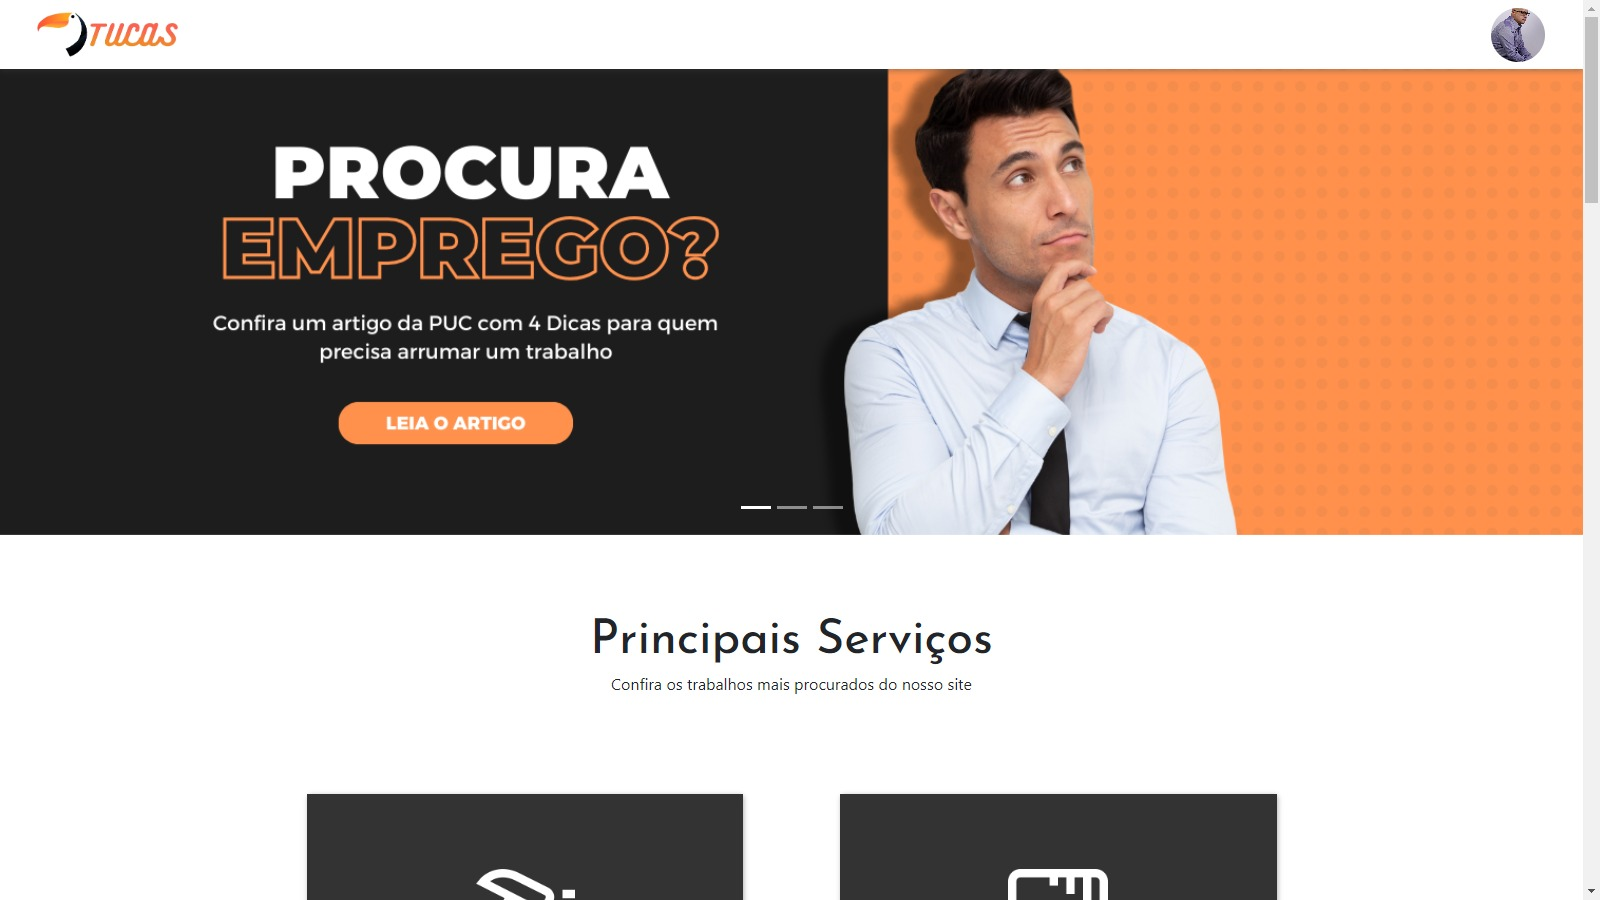 TUCAS
PROCURA
EMPREGO?
Confira um artigo da PUC com 4 Dicas para quem
precisa arrumar um trabalho
LEIA O ARTIGO
Principais Serviços
Confira os trabalhos mais procurados do nosso site